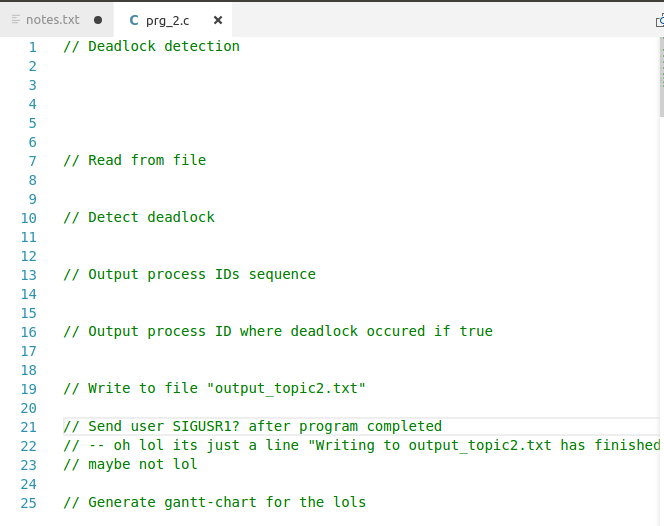 notes.txt
C prg_2.c
1 // Deadlock detection
2
3
4
5
6
7 // Read from file
8
9
10 // Detect deadlock
11
12
13 // Output process IDs sequence
14
15
16 // Output process ID where deadlock occured if true
17
18
19 // Write to file "output_topic2.txt"
20
21 // Send user SIGUSR1? after program completed
22 // -- oh lol its just a line "Writing to output_topic2.txt has finished
23 // maybe not lol
24
25 // Generate gantt-chart for the lols